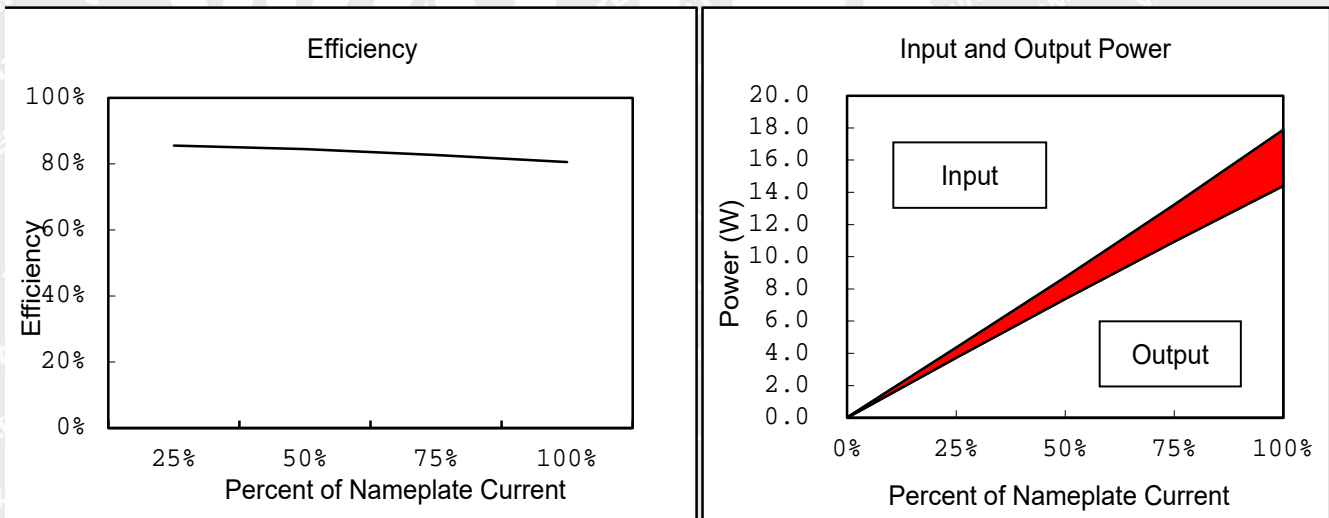 Efficiency
100%
80%
60%
40%
20%
0%
Efficiency
25% 50% 75% 100%
Percent of Nameplate Current
Input and Output Power
20.0
18.0
16.0
14.0
12.0
10.0
8.0
6.0
4.0
2.0
0.0
Power (W)
Input
Output
0% 25% 50% 75% 100%
Percent of Nameplate Current